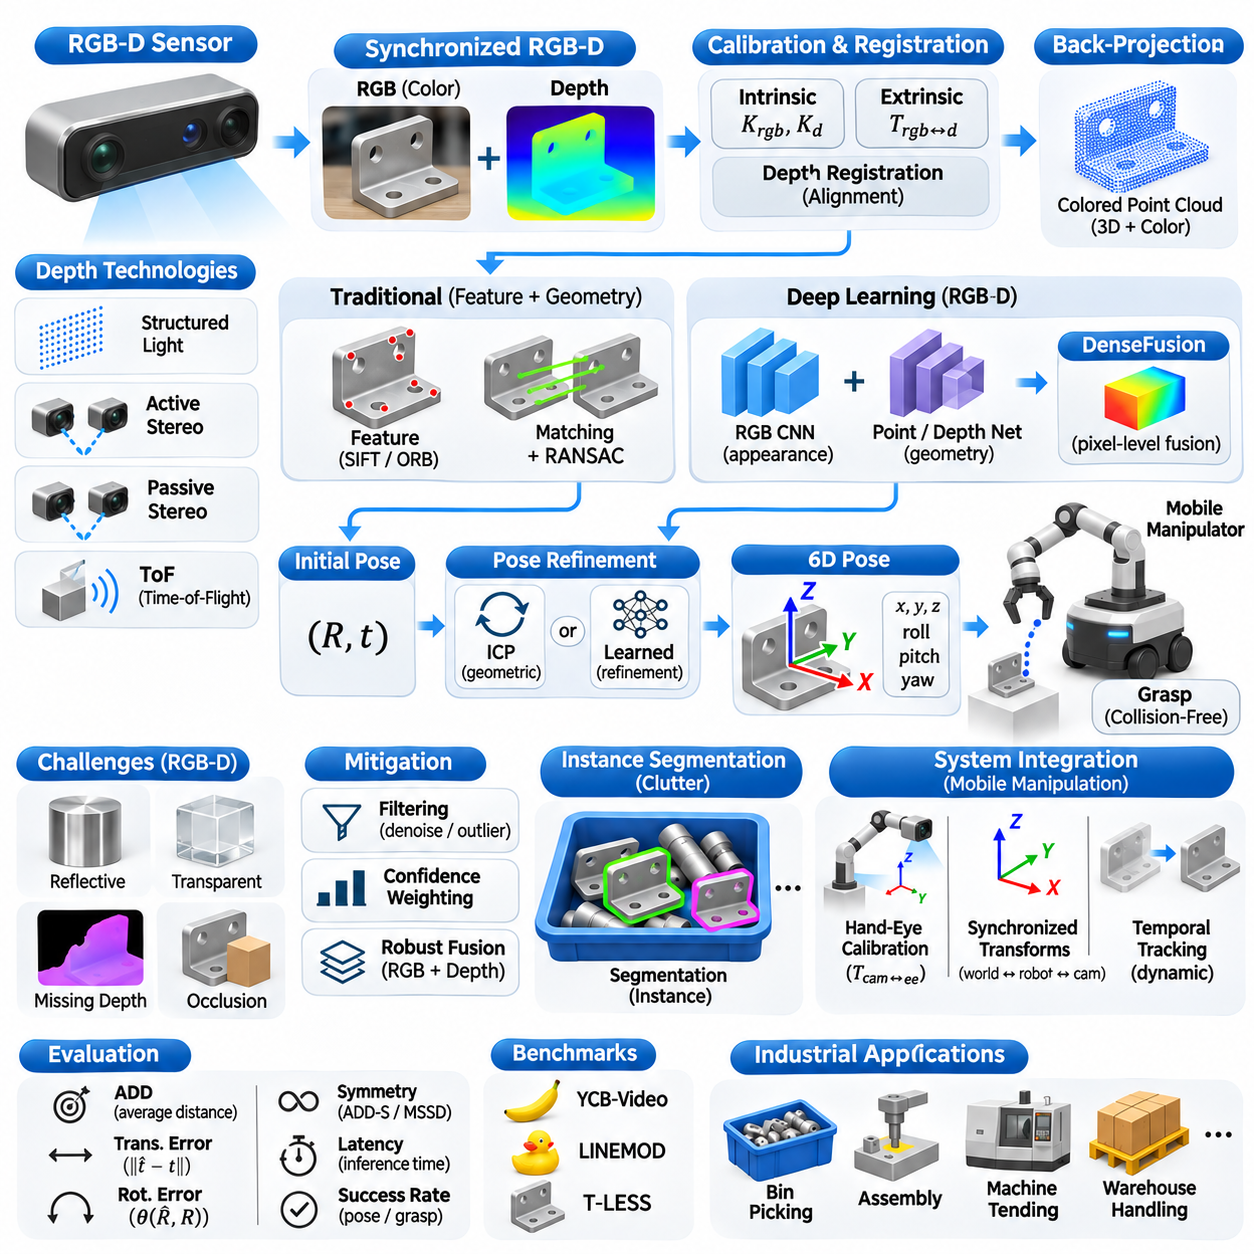 RGB-D Sensor
Synchronized RGB-D
RGB (Color)
Depth
+
Calibration & Registration
Intrinsic
K_rgb, K_d
Extrinsic
T_rgb↔d
Depth Registration
(Alignment)
Back-Projection
Colored Point Cloud
(3D + Color)
Depth Technologies
Structured
Light
Active
Stereo
Passive
Stereo
ToF
(Time-of-Flight)
Traditional (Feature + Geometry)
Feature
(SIFT / ORB)
Matching
+ RANSAC
Deep Learning (RGB-D)
RGB CNN
(appearance)
+
Point / Depth Net
(geometry)
DenseFusion
(pixel-level fusion)
Initial Pose
(R, t)
Pose Refinement
ICP
(geometric)
or
Learned
(refinement)
6D Pose
Z
Y
X
x, y, z
roll
pitch
yaw
Mobile
Manipulator
Grasp
(Collision-Free)
Challenges (RGB-D)
Reflective
Transparent
Missing Depth
Occlusion
Mitigation
Filtering
(denoise / outlier)
Confidence
Weighting
Robust Fusion
(RGB + Depth)
Instance Segmentation
(Clutter)
...
Segmentation
(Instance)
System Integration
(Mobile Manipulation)
Z
Y
Hand-Eye
Calibration
(T_cam↔ee)
Z
Y
X
Synchronized
Transforms
(world ↔ robot ↔ cam)
Temporal
Tracking
(dynamic)
Evaluation
ADD
(average distance)
Trans. Error
(‖t̂ − t‖)
Rot. Error
(θ(R̂, R))
Symmetry
(ADD-S / MSSD)
Latency
(inference time)
Success Rate
(pose / grasp)
Benchmarks
YCB-Video
LINEMOD
T-LESS
Industrial Applications
Bin
Picking
Assembly
Machine
Tending
Warehouse
Handling
...